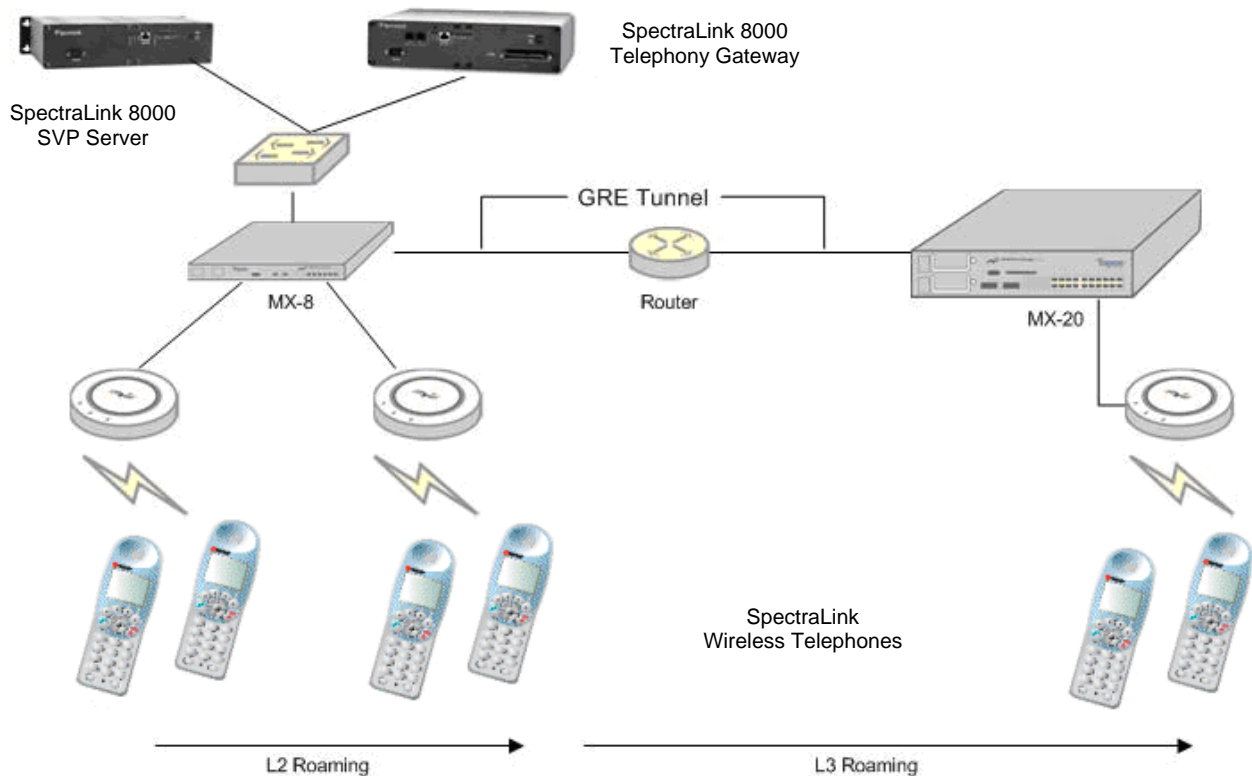 SpectraLink 8000
Telephony Gateway
SpectraLink 8000
SVP Server
GRE Tunnel
MX-8
Router
MX-20
SpectraLink
Wireless Telephones
L2 Roaming
L3 Roaming